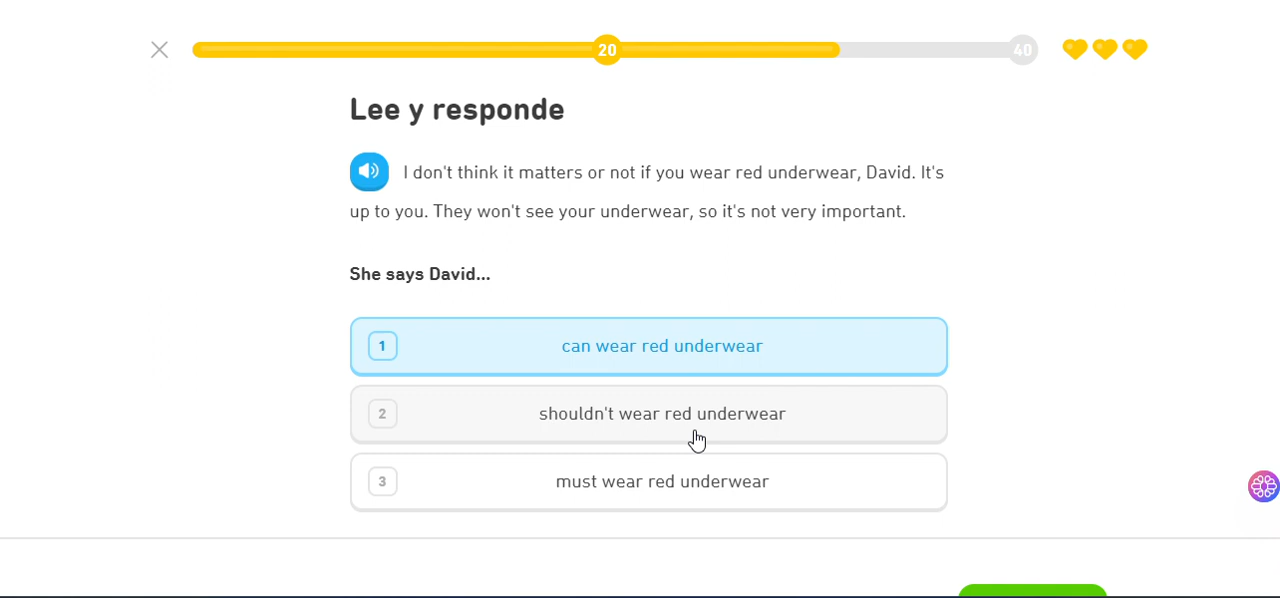 20
40
Lee y responde
I don't think it matters or not if you wear red underwear, David. It's
up to you. They won't see your underwear, so it's not very important.
She says David...
1 can wear red underwear
2 shouldn't wear red underwear
3 must wear red underwear